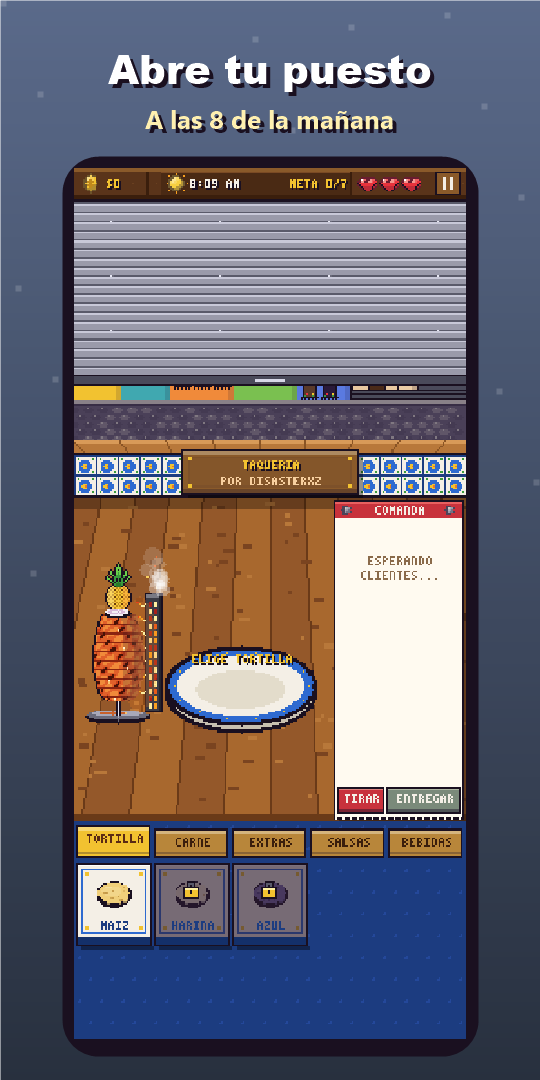 Abre tu puesto
A las 8 de la mañana
$0
8:09 AM
META 0/7
TAQUERIA
POR DISASTERXZ
COMANDA
ESPERANDO
CLIENTES...
ELIGE TORTILLA
TIRAR
ENTREGAR
TORTILLA
CARNE
EXTRAS
SALSAS
BEBIDAS
MAIZ
HARINA
AZUL